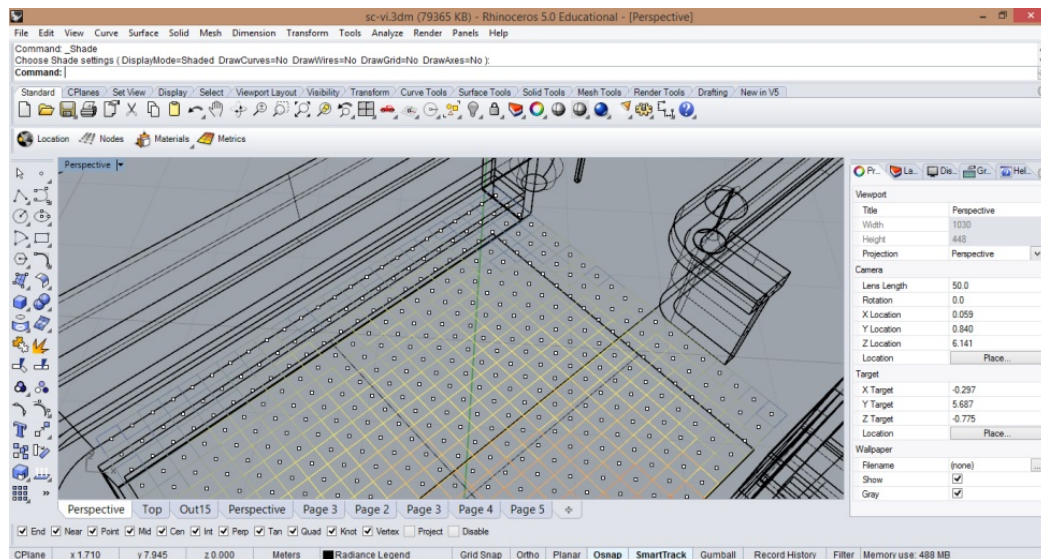 sc-vi.3dm (79365 KB) - Rhinoceros 5.0 Educational - [Perspective]
File Edit View Curve Surface Solid Mesh Dimension Transform Tools Analyze Render Panels Help
Command: _Shade
Choose Shade settings ( DisplayMode=Shaded DrawCurves=No DrawWires=No DrawGrid=No DrawAxes=No ):
Command:
Standard CPlanes Set View Display Select Viewport Layout Visibility Transform Curve Tools Surface Tools Solid Tools Mesh Tools Render Tools Drafting New in V5
Location Nodes Materials Metrics
Perspective
Pr... La... Dis... Gr... Hel...
Viewport
Title Perspective
Width 1030
Height 448
Projection Perspective
Camera
Lens Length 50.0
Rotation 0.0
X Location 0.059
Y Location 0.840
Z Location 6.141
Location Place...
Target
X Target -0.297
Y Target 5.687
Z Target -0.775
Location Place...
Wallpaper
Filename (none) ...
Show
Gray
Perspective Top Out15 Perspective Page 3 Page 2 Page 3 Page 4 Page 5
End Near Point Mid Cen Int Perp Tan Quad Knot Vertex Project Disable
CPlane x 1.710 y 7.945 z 0.000 Meters Radiance Legend Grid Snap Ortho Planar Osnap SmartTrack Gumball Record History Filter Memory use: 488 MB